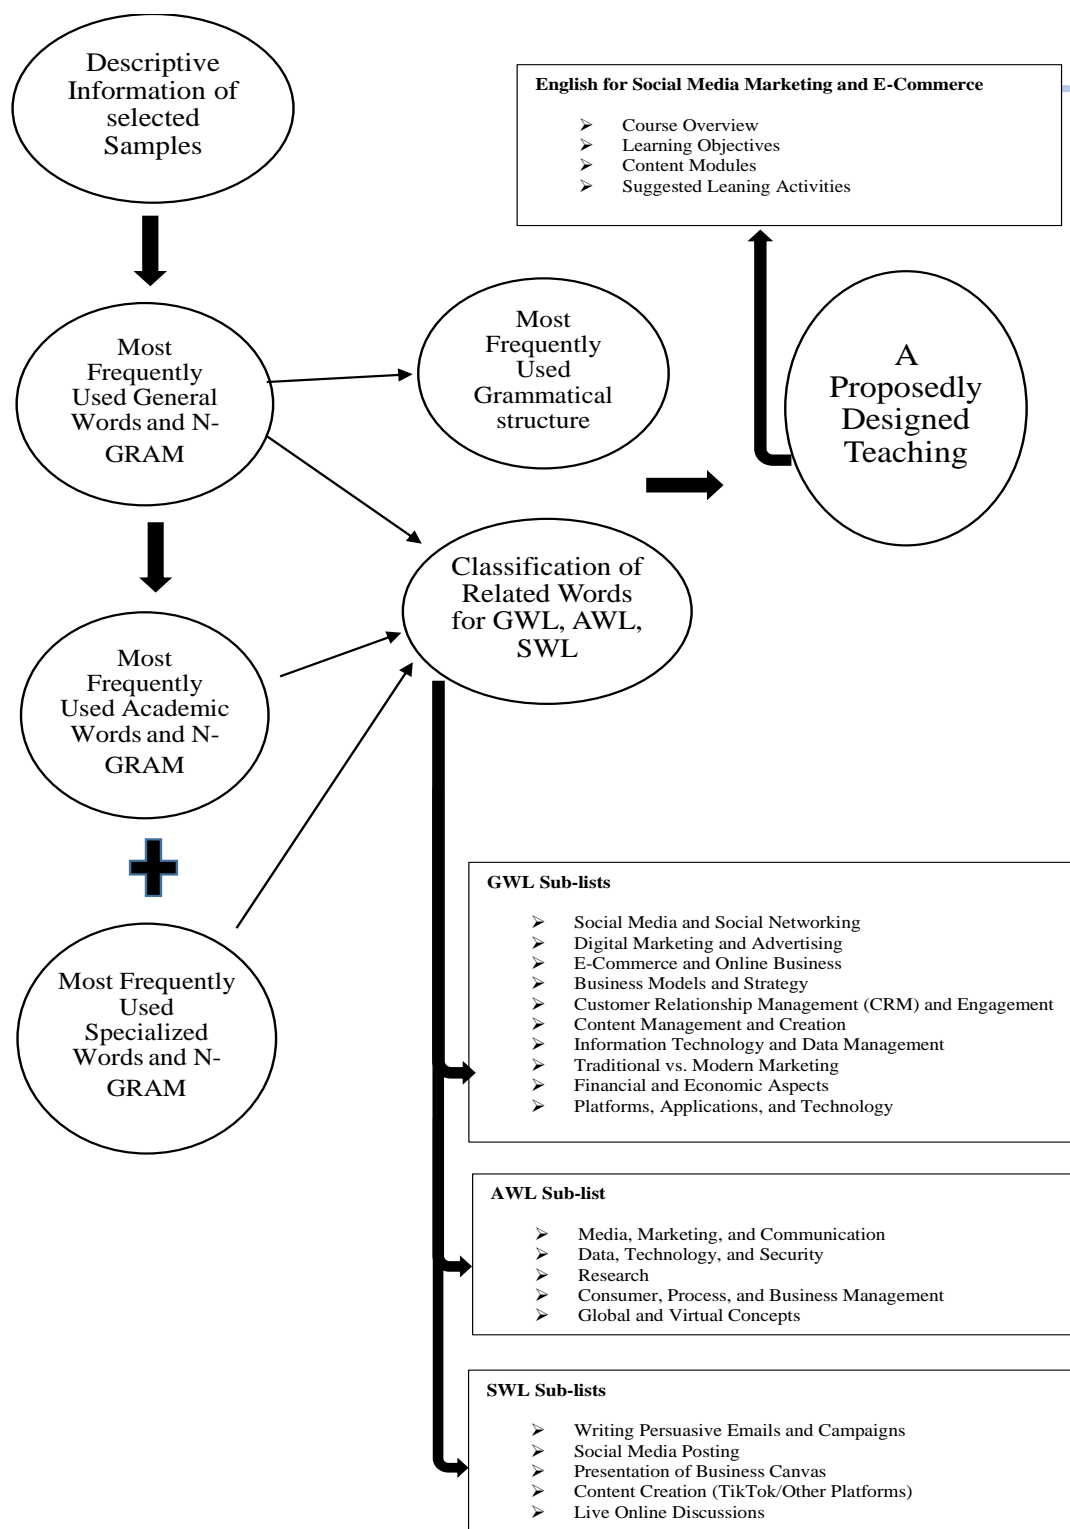 Descriptive
Information of
selected
Samples
English for Social Media Marketing and E-Commerce
➢ Course Overview
➢ Learning Objectives
➢ Content Modules
➢ Suggested Leaning Activities
Most
Frequently
Used General
Words and N-
GRAM
Most
Frequently
Used
Grammatical
structure
A
Proposedly
Designed
Teaching
Classification of
Related Words
for GWL, AWL,
SWL
Most
Frequently
Used Academic
Words and N-
GRAM
Most Frequently
Used
Specialized
Words and N-
GRAM
GWL Sub-lists
➢ Social Media and Social Networking
➢ Digital Marketing and Advertising
➢ E-Commerce and Online Business
➢ Business Models and Strategy
➢ Customer Relationship Management (CRM) and Engagement
➢ Content Management and Creation
➢ Information Technology and Data Management
➢ Traditional vs. Modern Marketing
➢ Financial and Economic Aspects
➢ Platforms, Applications, and Technology
AWL Sub-list
➢ Media, Marketing, and Communication
➢ Data, Technology, and Security
➢ Research
➢ Consumer, Process, and Business Management
➢ Global and Virtual Concepts
SWL Sub-lists
➢ Writing Persuasive Emails and Campaigns
➢ Social Media Posting
➢ Presentation of Business Canvas
➢ Content Creation (TikTok/Other Platforms)
➢ Live Online Discussions